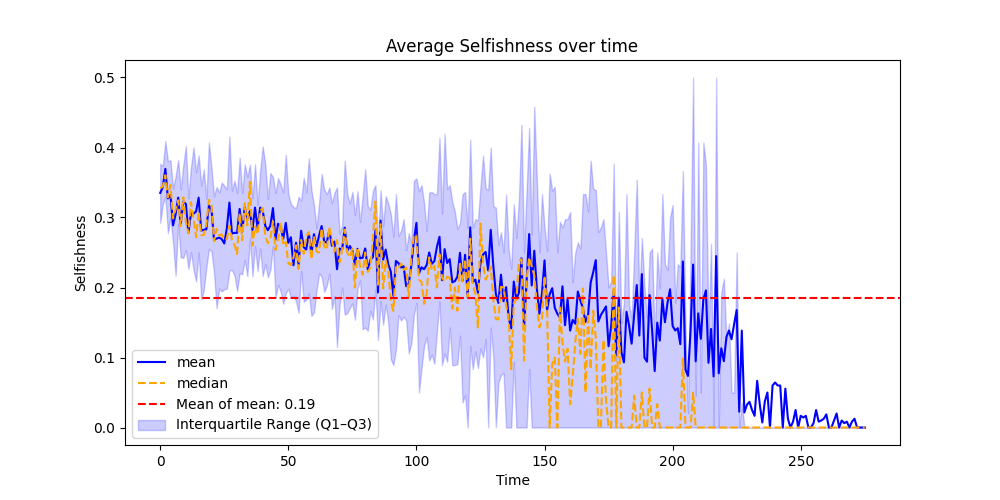 Average Selfishness over time
Selfishness
0.5
0.4
0.3
0.2
0.1
0.0
mean
median
Mean of mean: 0.19
Interquartile Range (Q1–Q3)
0 50 100 150 200 250
Time